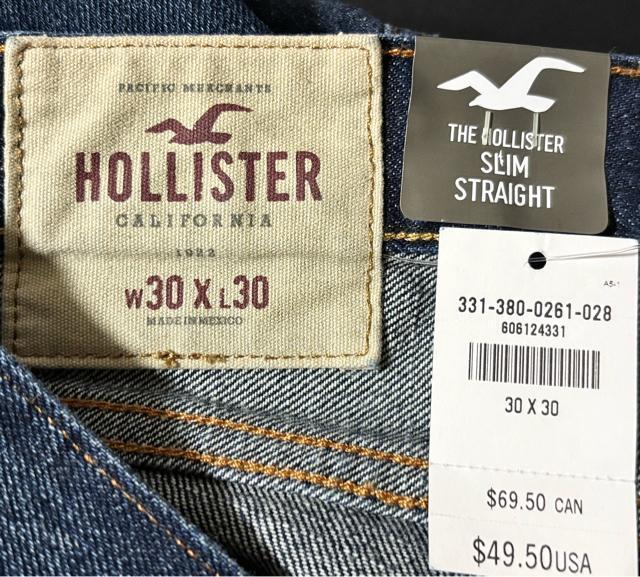 PACIFIC MERCHANTS
HOLLISTER
CALIFORNIA
1922
W30 X L30
MADE IN MEXICO
THE HOLLISTER
SLIM
STRAIGHT
331-380-0261-028
606124331
30 X 30
$69.50 CAN
$49.50USA